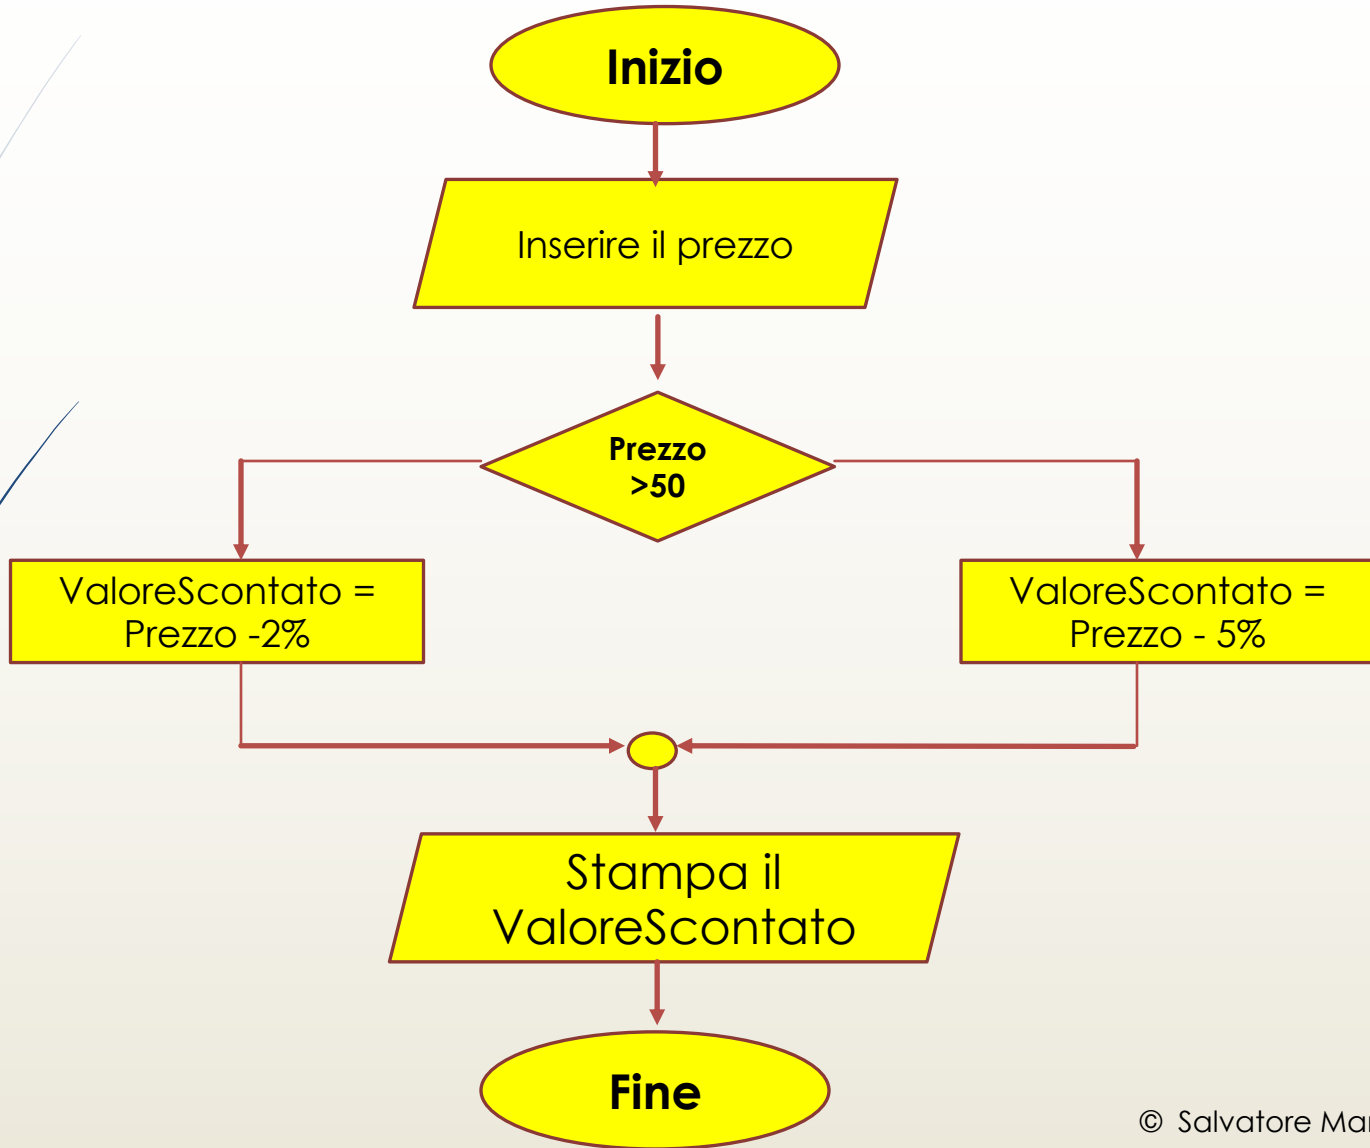 Inizio
Inserire il prezzo
Prezzo
>50
ValoreScontato =
Prezzo -2%
ValoreScontato =
Prezzo - 5%
Stampa il
ValoreScontato
Fine
© Salvatore